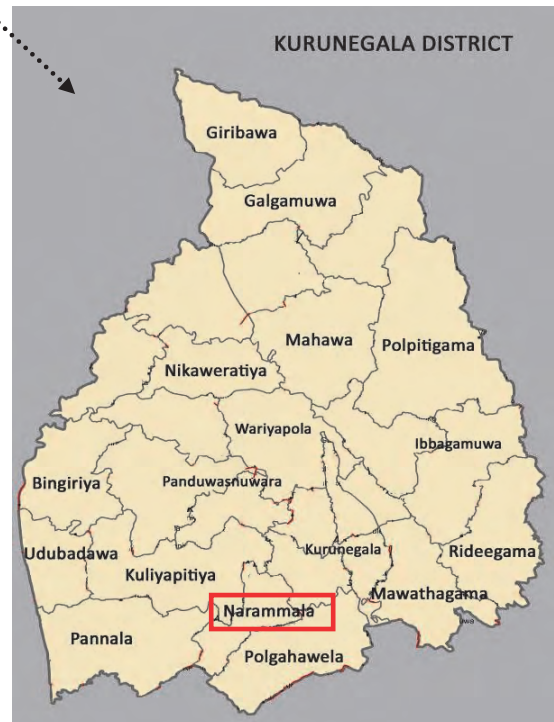 KURUNEGALA DISTRICT
Giribawa
Galgamuwa
Mahawa
Polpitigama
Nikaweratiya
Wariyapola
Ibbagamuwa
Bingiriya
Panduwasnuwara
Udubadawa
Kurunegala
Rideegama
Kuliyapitiya
Mawathagama
Narammala
Pannala
Polgahawela